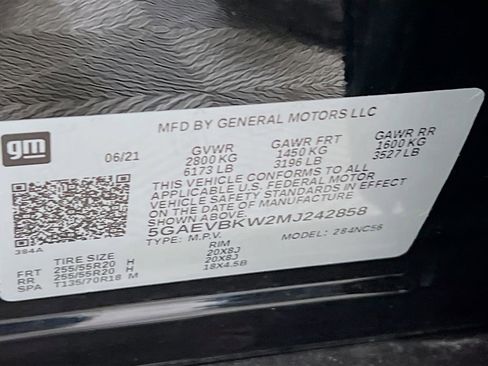 MFD BY GENERAL MOTORS LLC
gm
06/21 GVWR GAWR FRT GAWR RR
2800 KG 1450 KG 1600 KG
6173 LB 3196 LB 3527 LB
THIS VEHICLE CONFORMS TO ALL
APPLICABLE U.S. FEDERAL MOTOR
VEHICLE SAFETY STANDARDS IN EFFECT
ON THE DATE OF MANUFACTURE
5GAEVBKW2MJ242858
TYPE: M.P.V. MODEL: 284NC56
384A
TIRE SIZE RIM
FRT 255/55R20 H 20X8J
RR 255/55R20 H 20X8J
SPA T135/70R18 M 18X4.5B